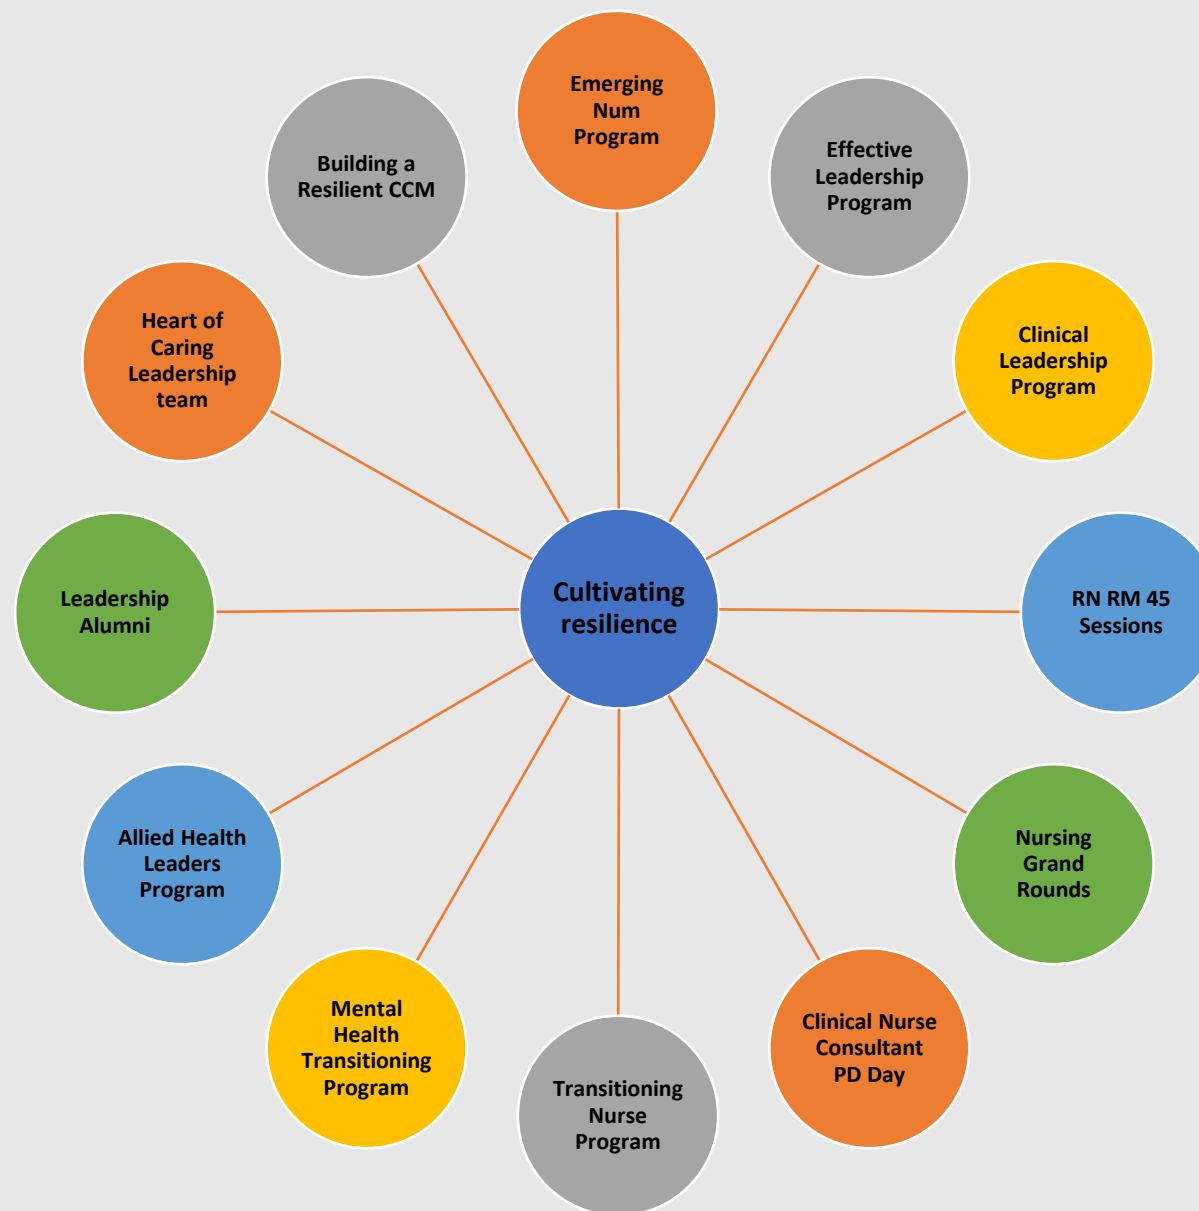 Emerging
Num
Program
Effective
Leadership
Program
Clinical
Leadership
Program
RN RM 45
Sessions
Nursing
Grand
Rounds
Clinical Nurse
Consultant
PD Day
Transitioning
Nurse
Program
Mental
Health
Transitioning
Program
Allied Health
Leaders
Program
Leadership
Alumni
Heart of
Caring
Leadership
team
Building a
Resilient CCM
Cultivating
resilience